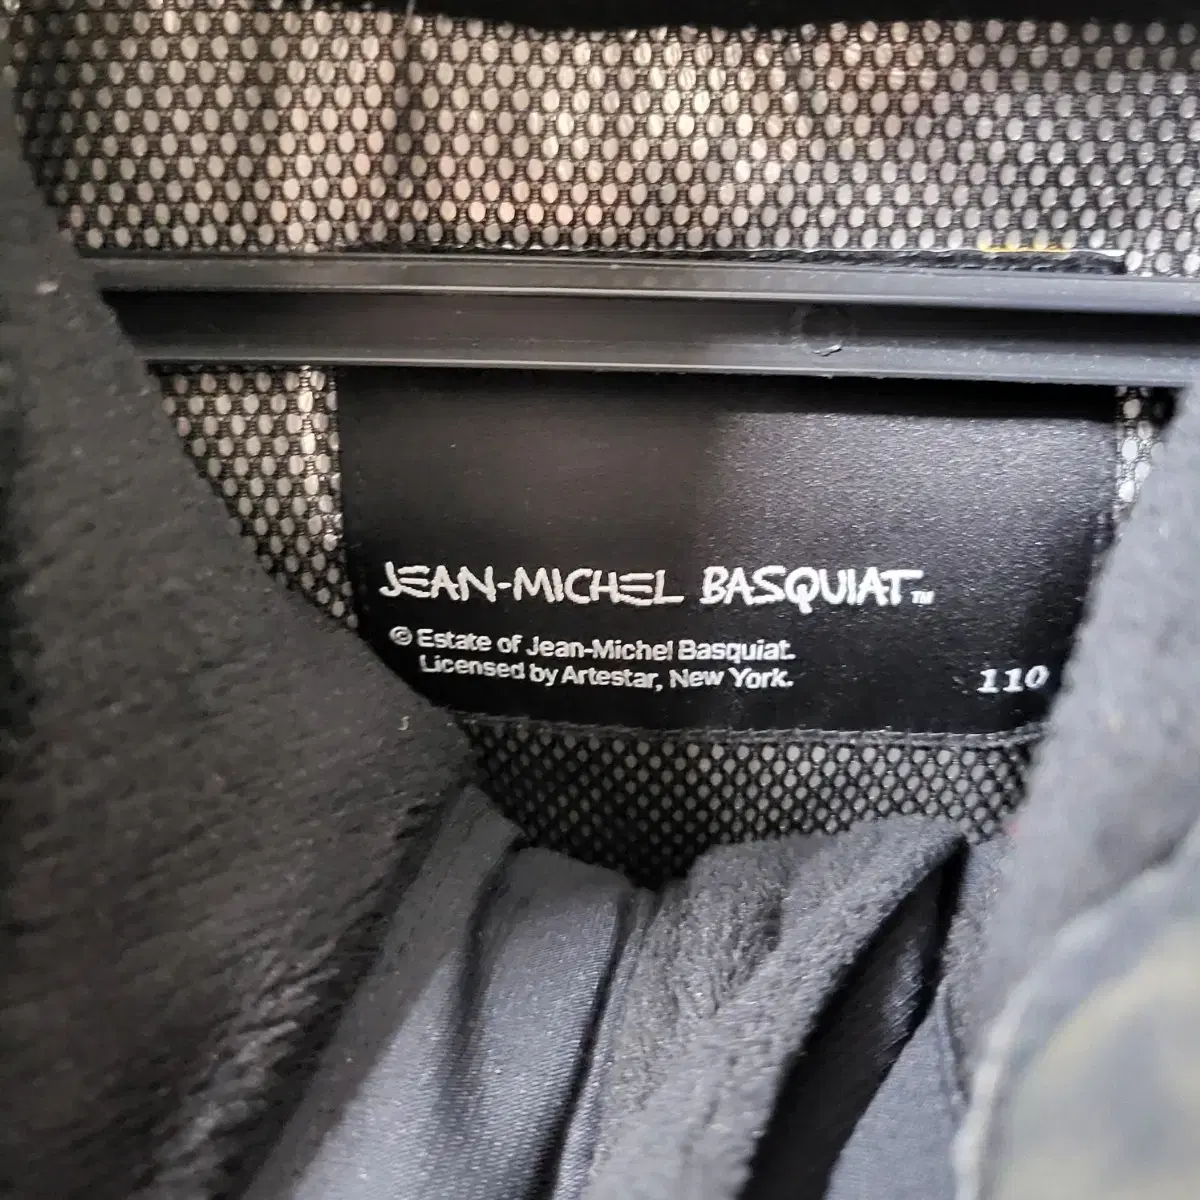 JEAN-MICHEL BASQUIAT™
© Estate of Jean-Michel Basquiat.
Licensed by Artestar, New York.
110